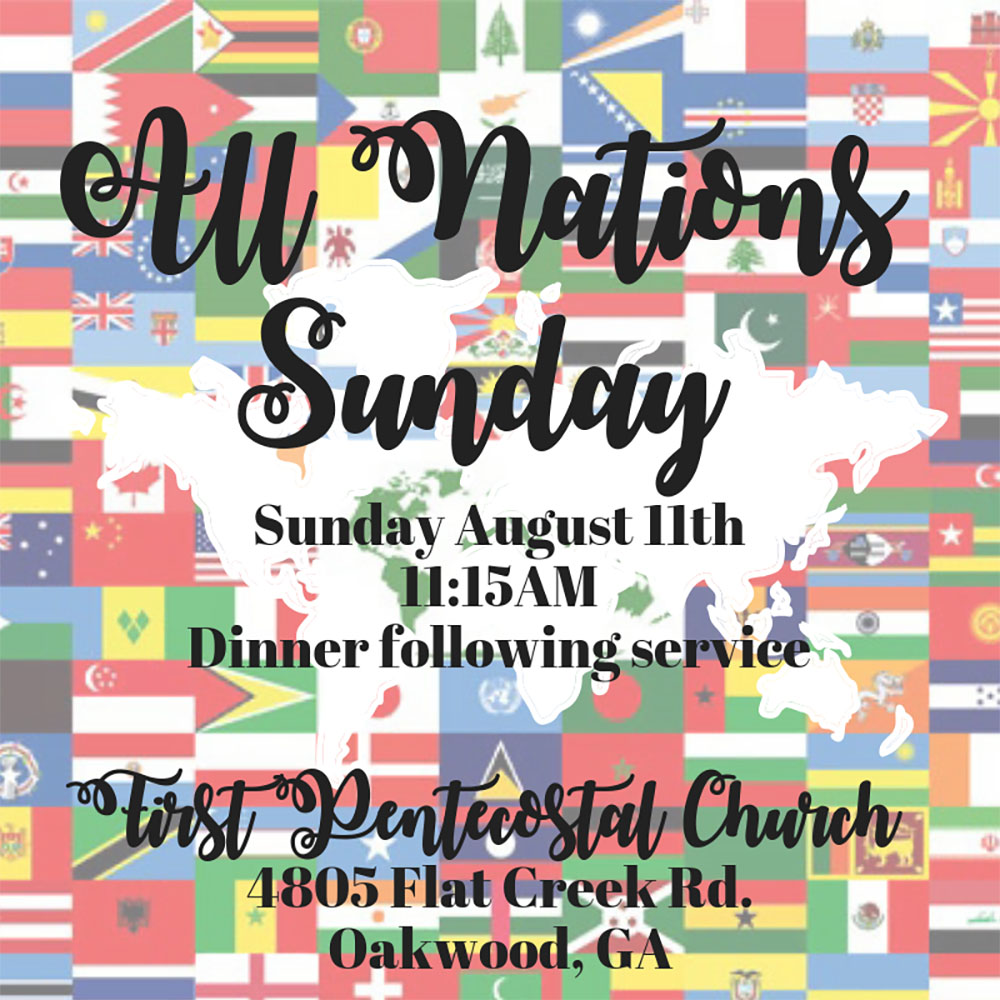 All Nations
Sunday
Sunday August 11th
11:15AM
Dinner following service
First Pentecostal Church
4805 Flat Creek Rd.
Oakwood, GA